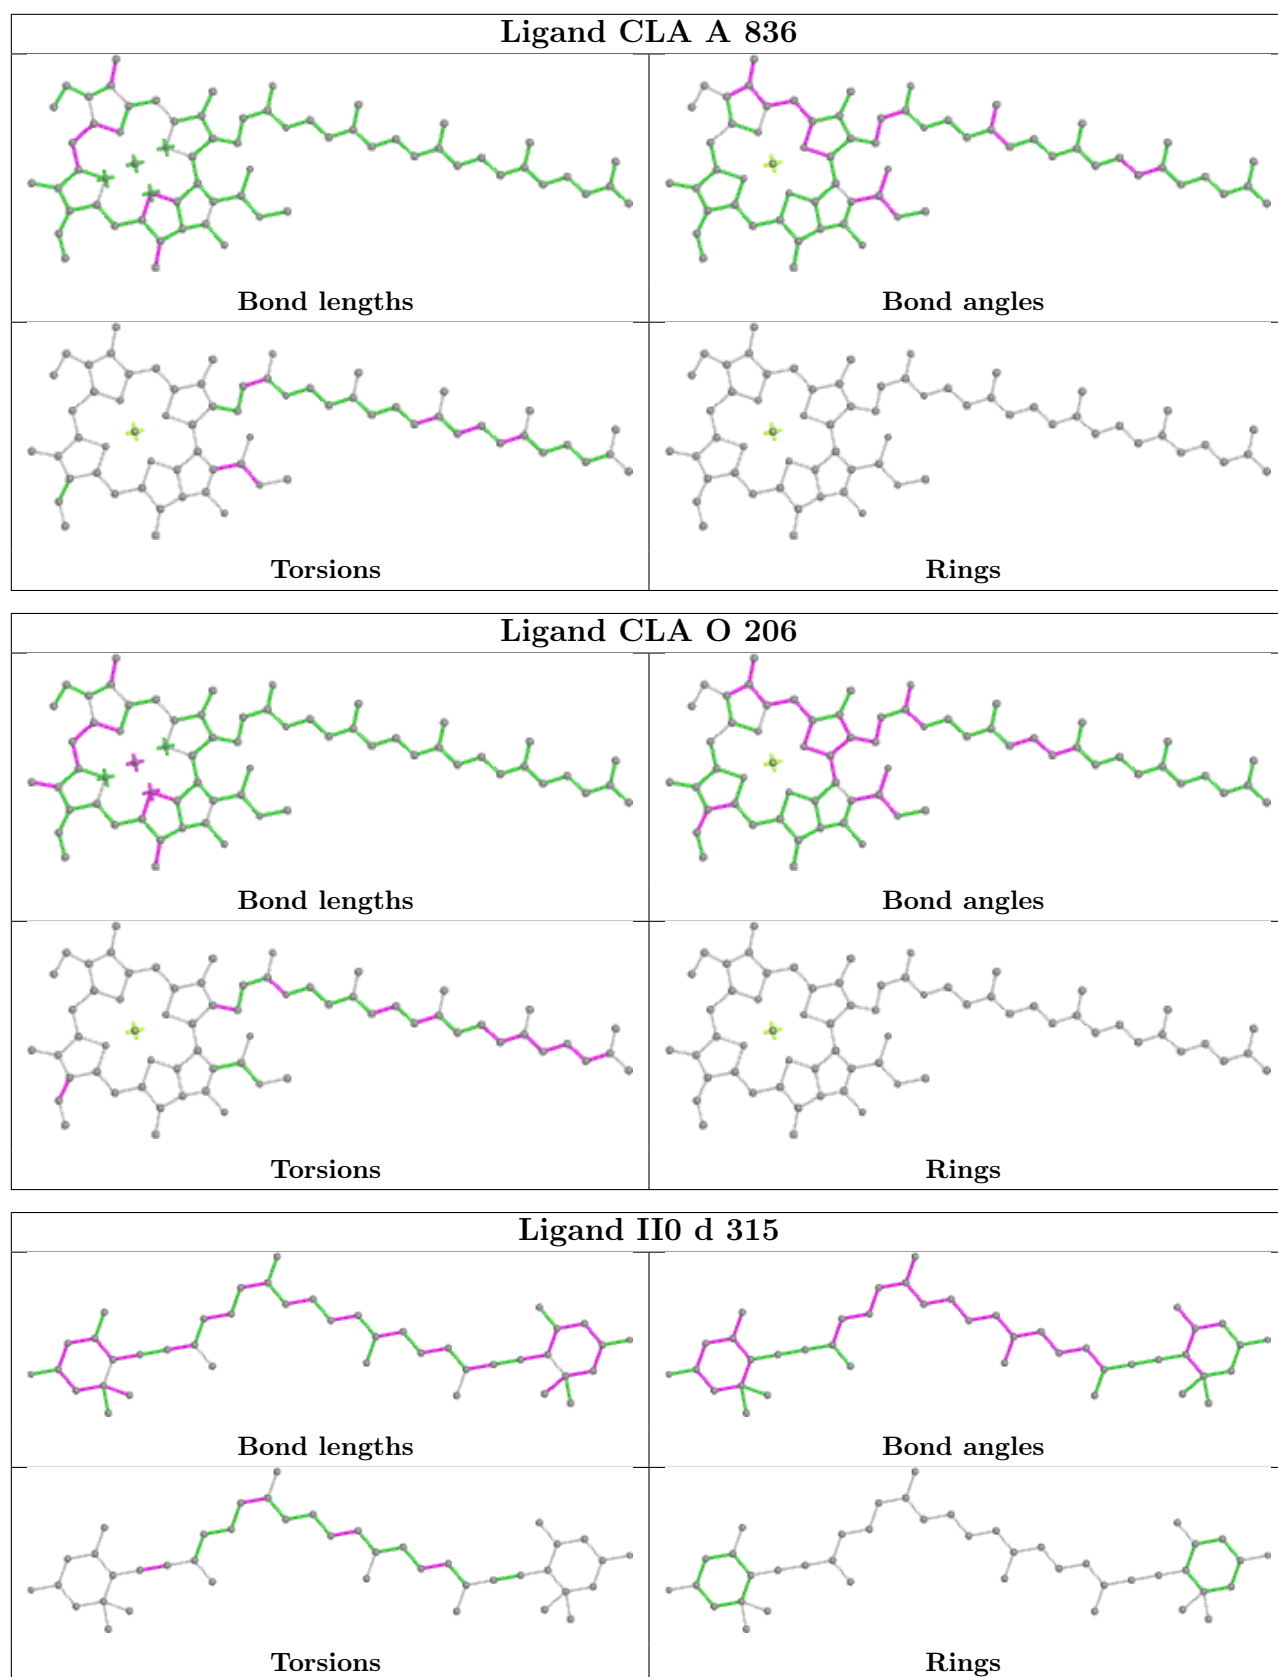 Ligand CLA A 836
Bond lengths
Bond angles
Torsions
Rings
Ligand CLA O 206
Bond lengths
Bond angles
Torsions
Rings
Ligand II0 d 315
Bond lengths
Bond angles
Torsions
Rings